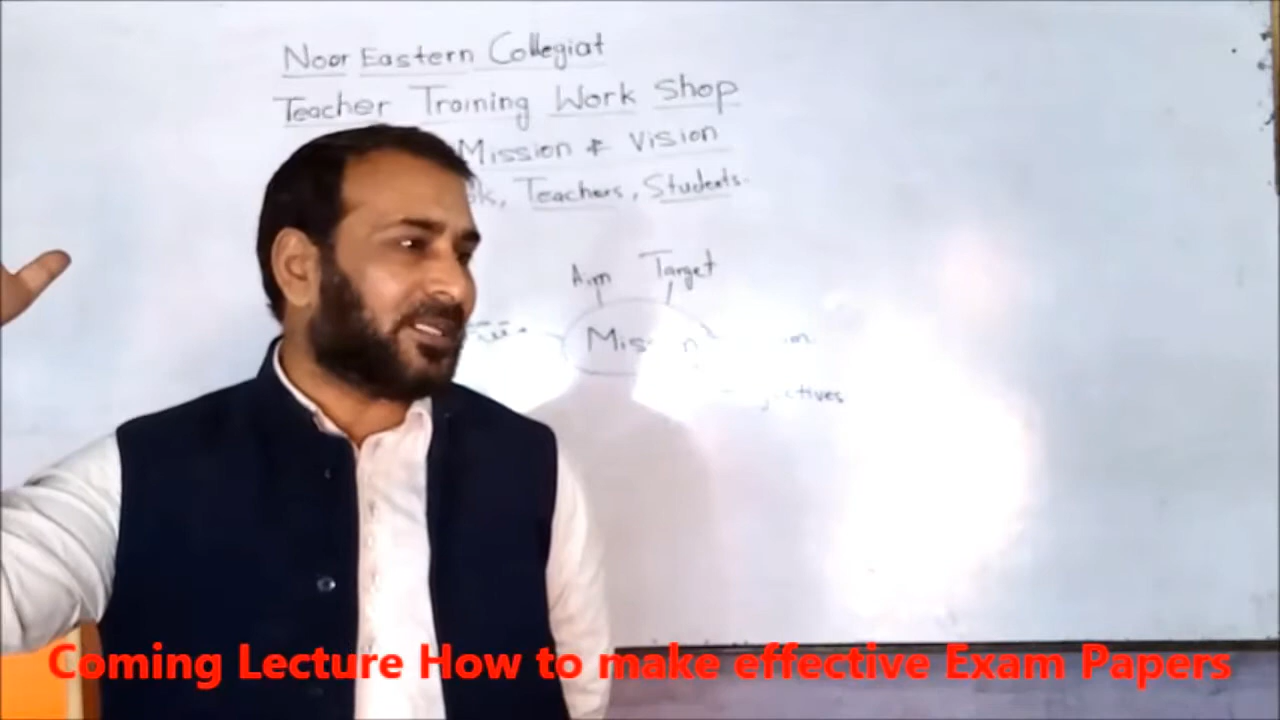 Noor Eastern Collegiat
Teacher Training Work Shop
Mission & Vision
Teachers, Students.
Aim Target
Coming Lecture How to make effective Exam Papers